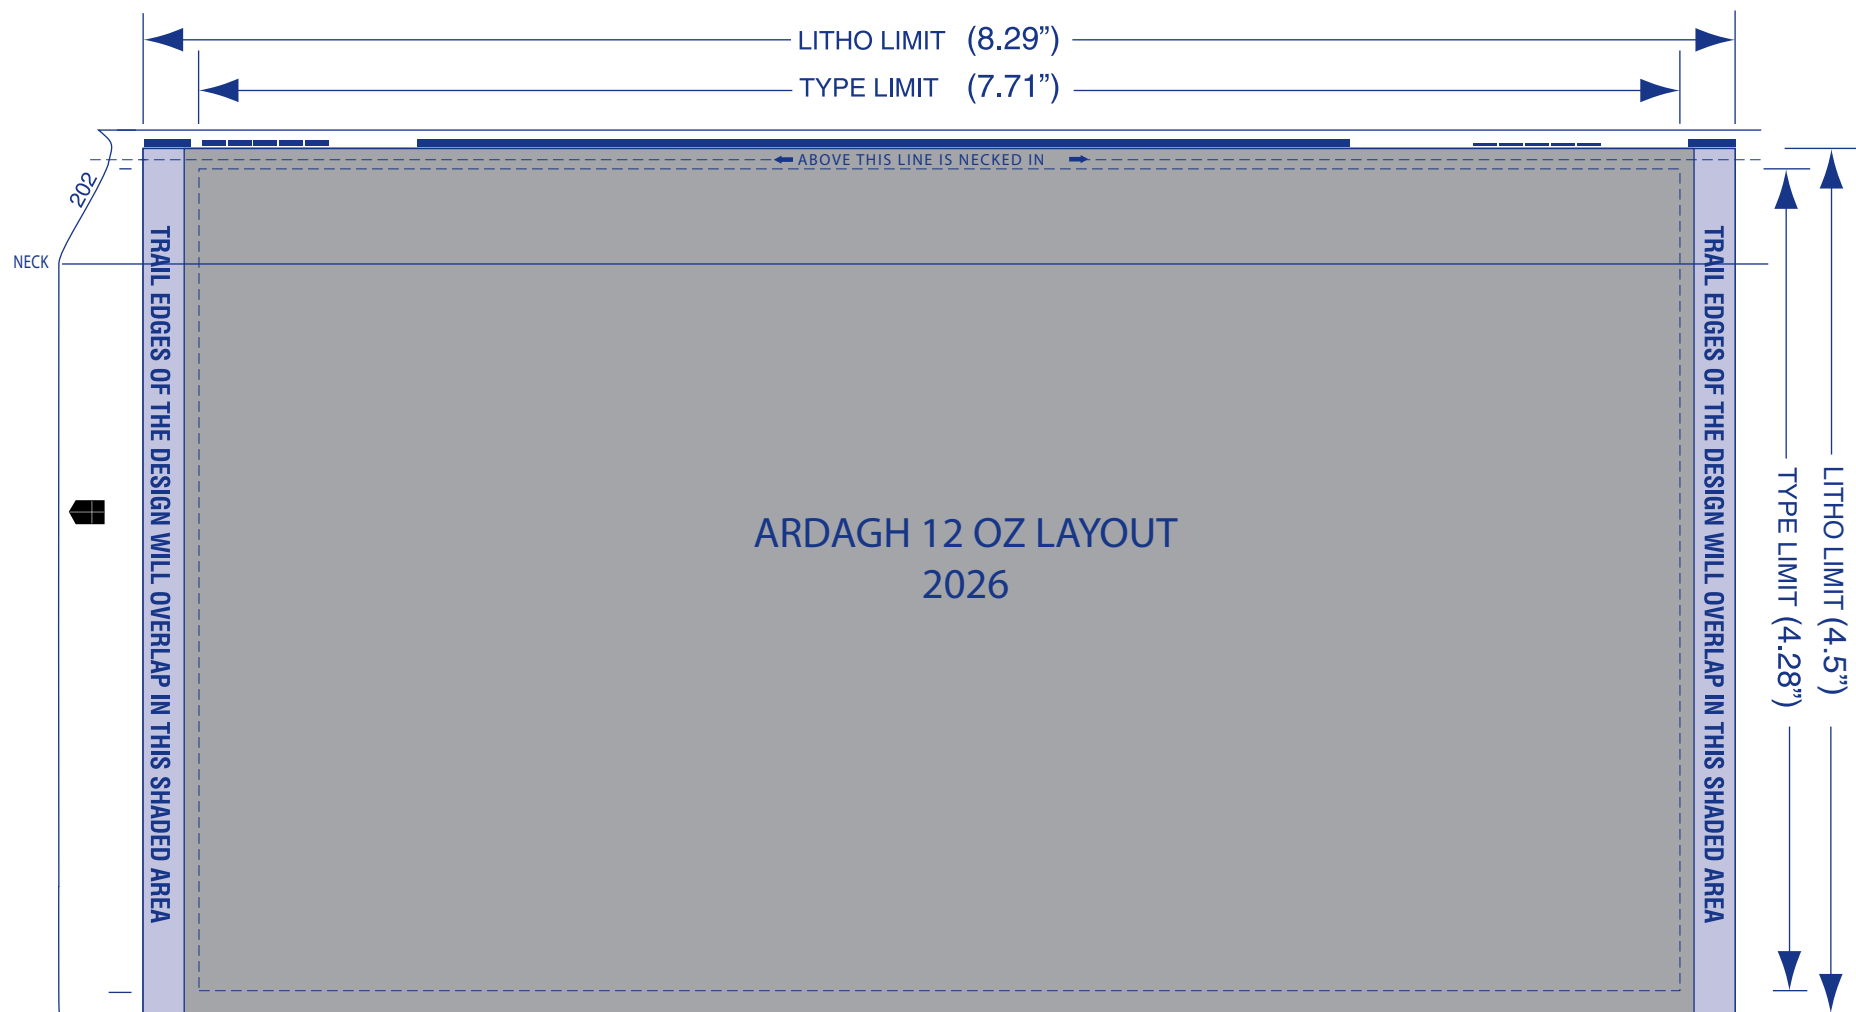 LITHO LIMIT (8.29”)
TYPE LIMIT (7.71”)
ABOVE THIS LINE IS NECKED IN
202
NECK
TRAIL EDGES OF THE DESIGN WILL OVERLAP IN THIS SHADED AREA
ARDAGH 12 OZ LAYOUT
2026
TRAIL EDGES OF THE DESIGN WILL OVERLAP IN THIS SHADED AREA
TYPE LIMIT (4.28”)
LITHO LIMIT (4.5”)